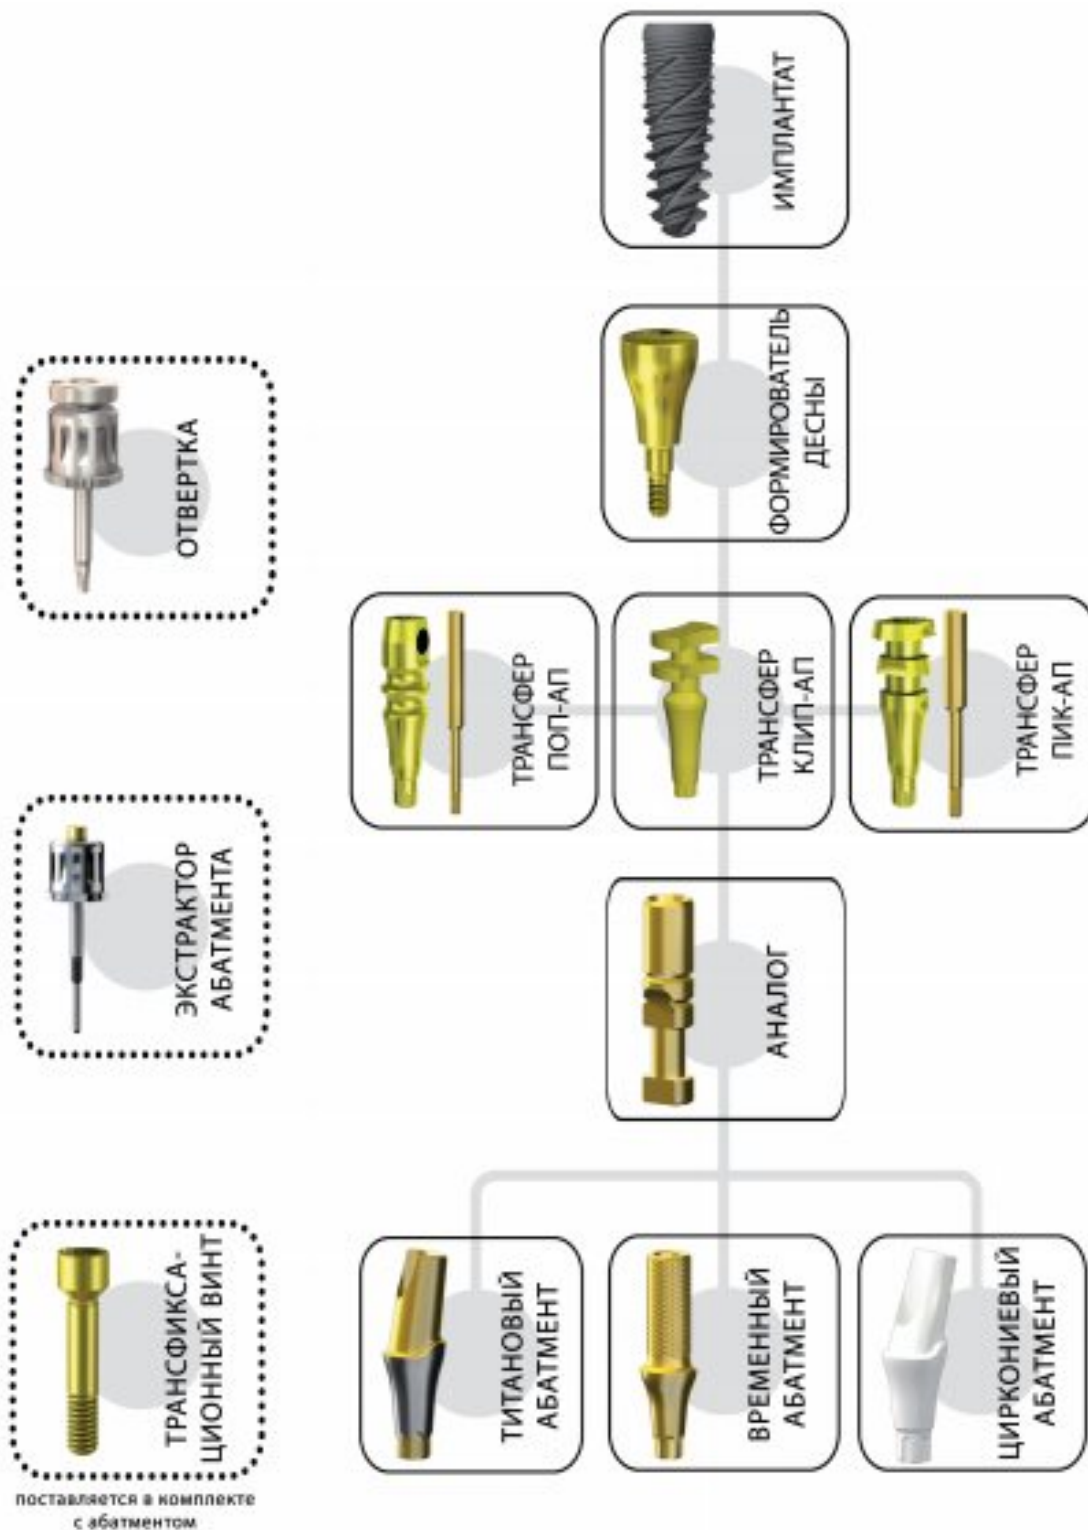 ИМПЛАНТАТ
ФОРМИРОВАТЕЛЬ
ДЕСНЫ
ОТВЕРТКА
ТРАНСФЕР
ПОП-АП
ТРАНСФЕР
КЛИП-АП
ТРАНСФЕР
ПИК-АП
ЭКСТРАКТОР
АБАТМЕНТА
АНАЛОГ
ТРАНСФИКСА-
ЦИОННЫЙ ВИНТ
поставляется в комплекте
с абатментом
ТИТАНОВЫЙ
АБАТМЕНТ
ВРЕМЕННЫЙ
АБАТМЕНТ
ЦИРКОНИЕВЫЙ
АБАТМЕНТ